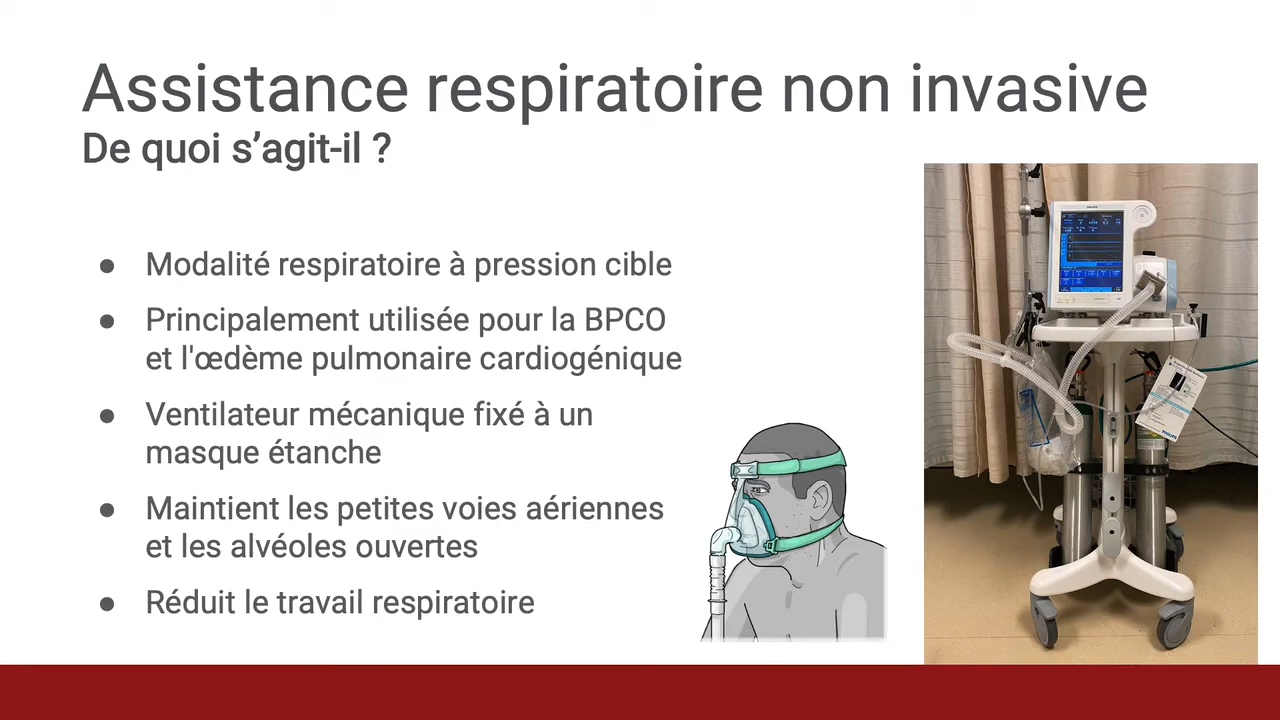 Assistance respiratoire non invasive
De quoi s’agit-il ?
● Modalité respiratoire à pression cible
● Principalement utilisée pour la BPCO
et l'œdème pulmonaire cardiogénique
● Ventilateur mécanique fixé à un
masque étanche
● Maintient les petites voies aériennes
et les alvéoles ouvertes
● Réduit le travail respiratoire
PHILIPS